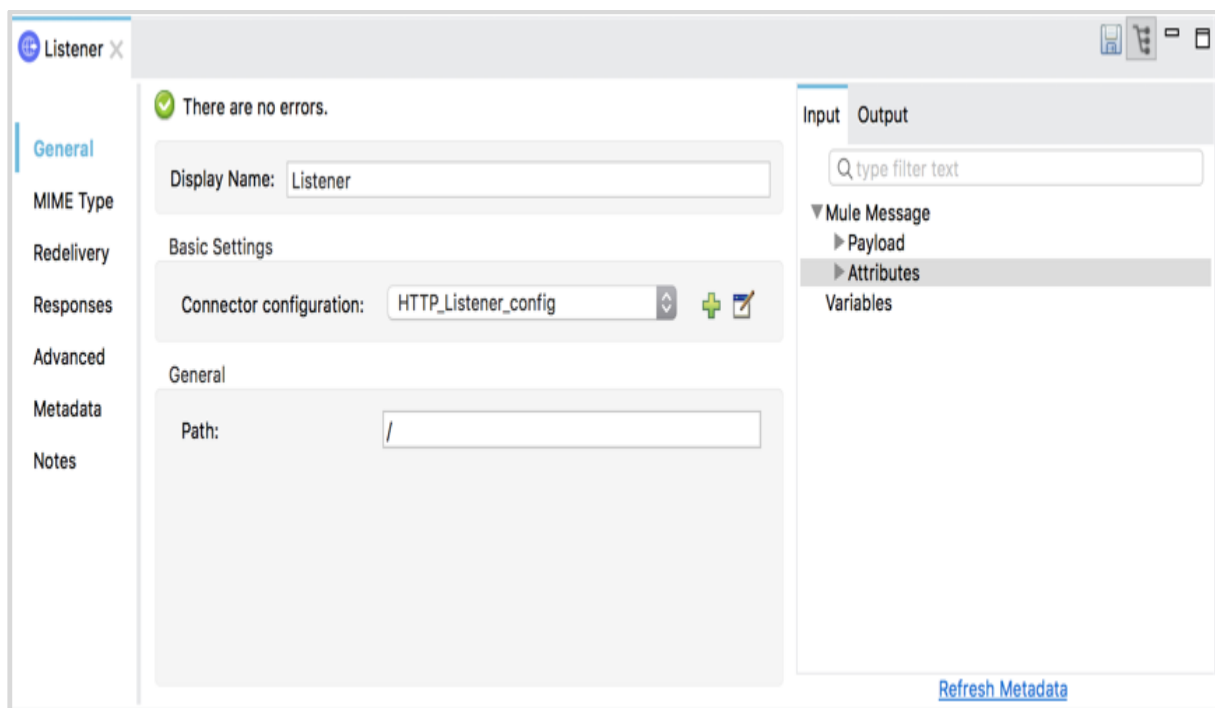 Listener
There are no errors.
General
MIME Type
Redelivery
Responses
Advanced
Metadata
Notes
Display Name: Listener
Basic Settings
Connector configuration: HTTP_Listener_config
General
Path: /
Input Output
type filter text
Mule Message
Payload
Attributes
Variables
Refresh Metadata